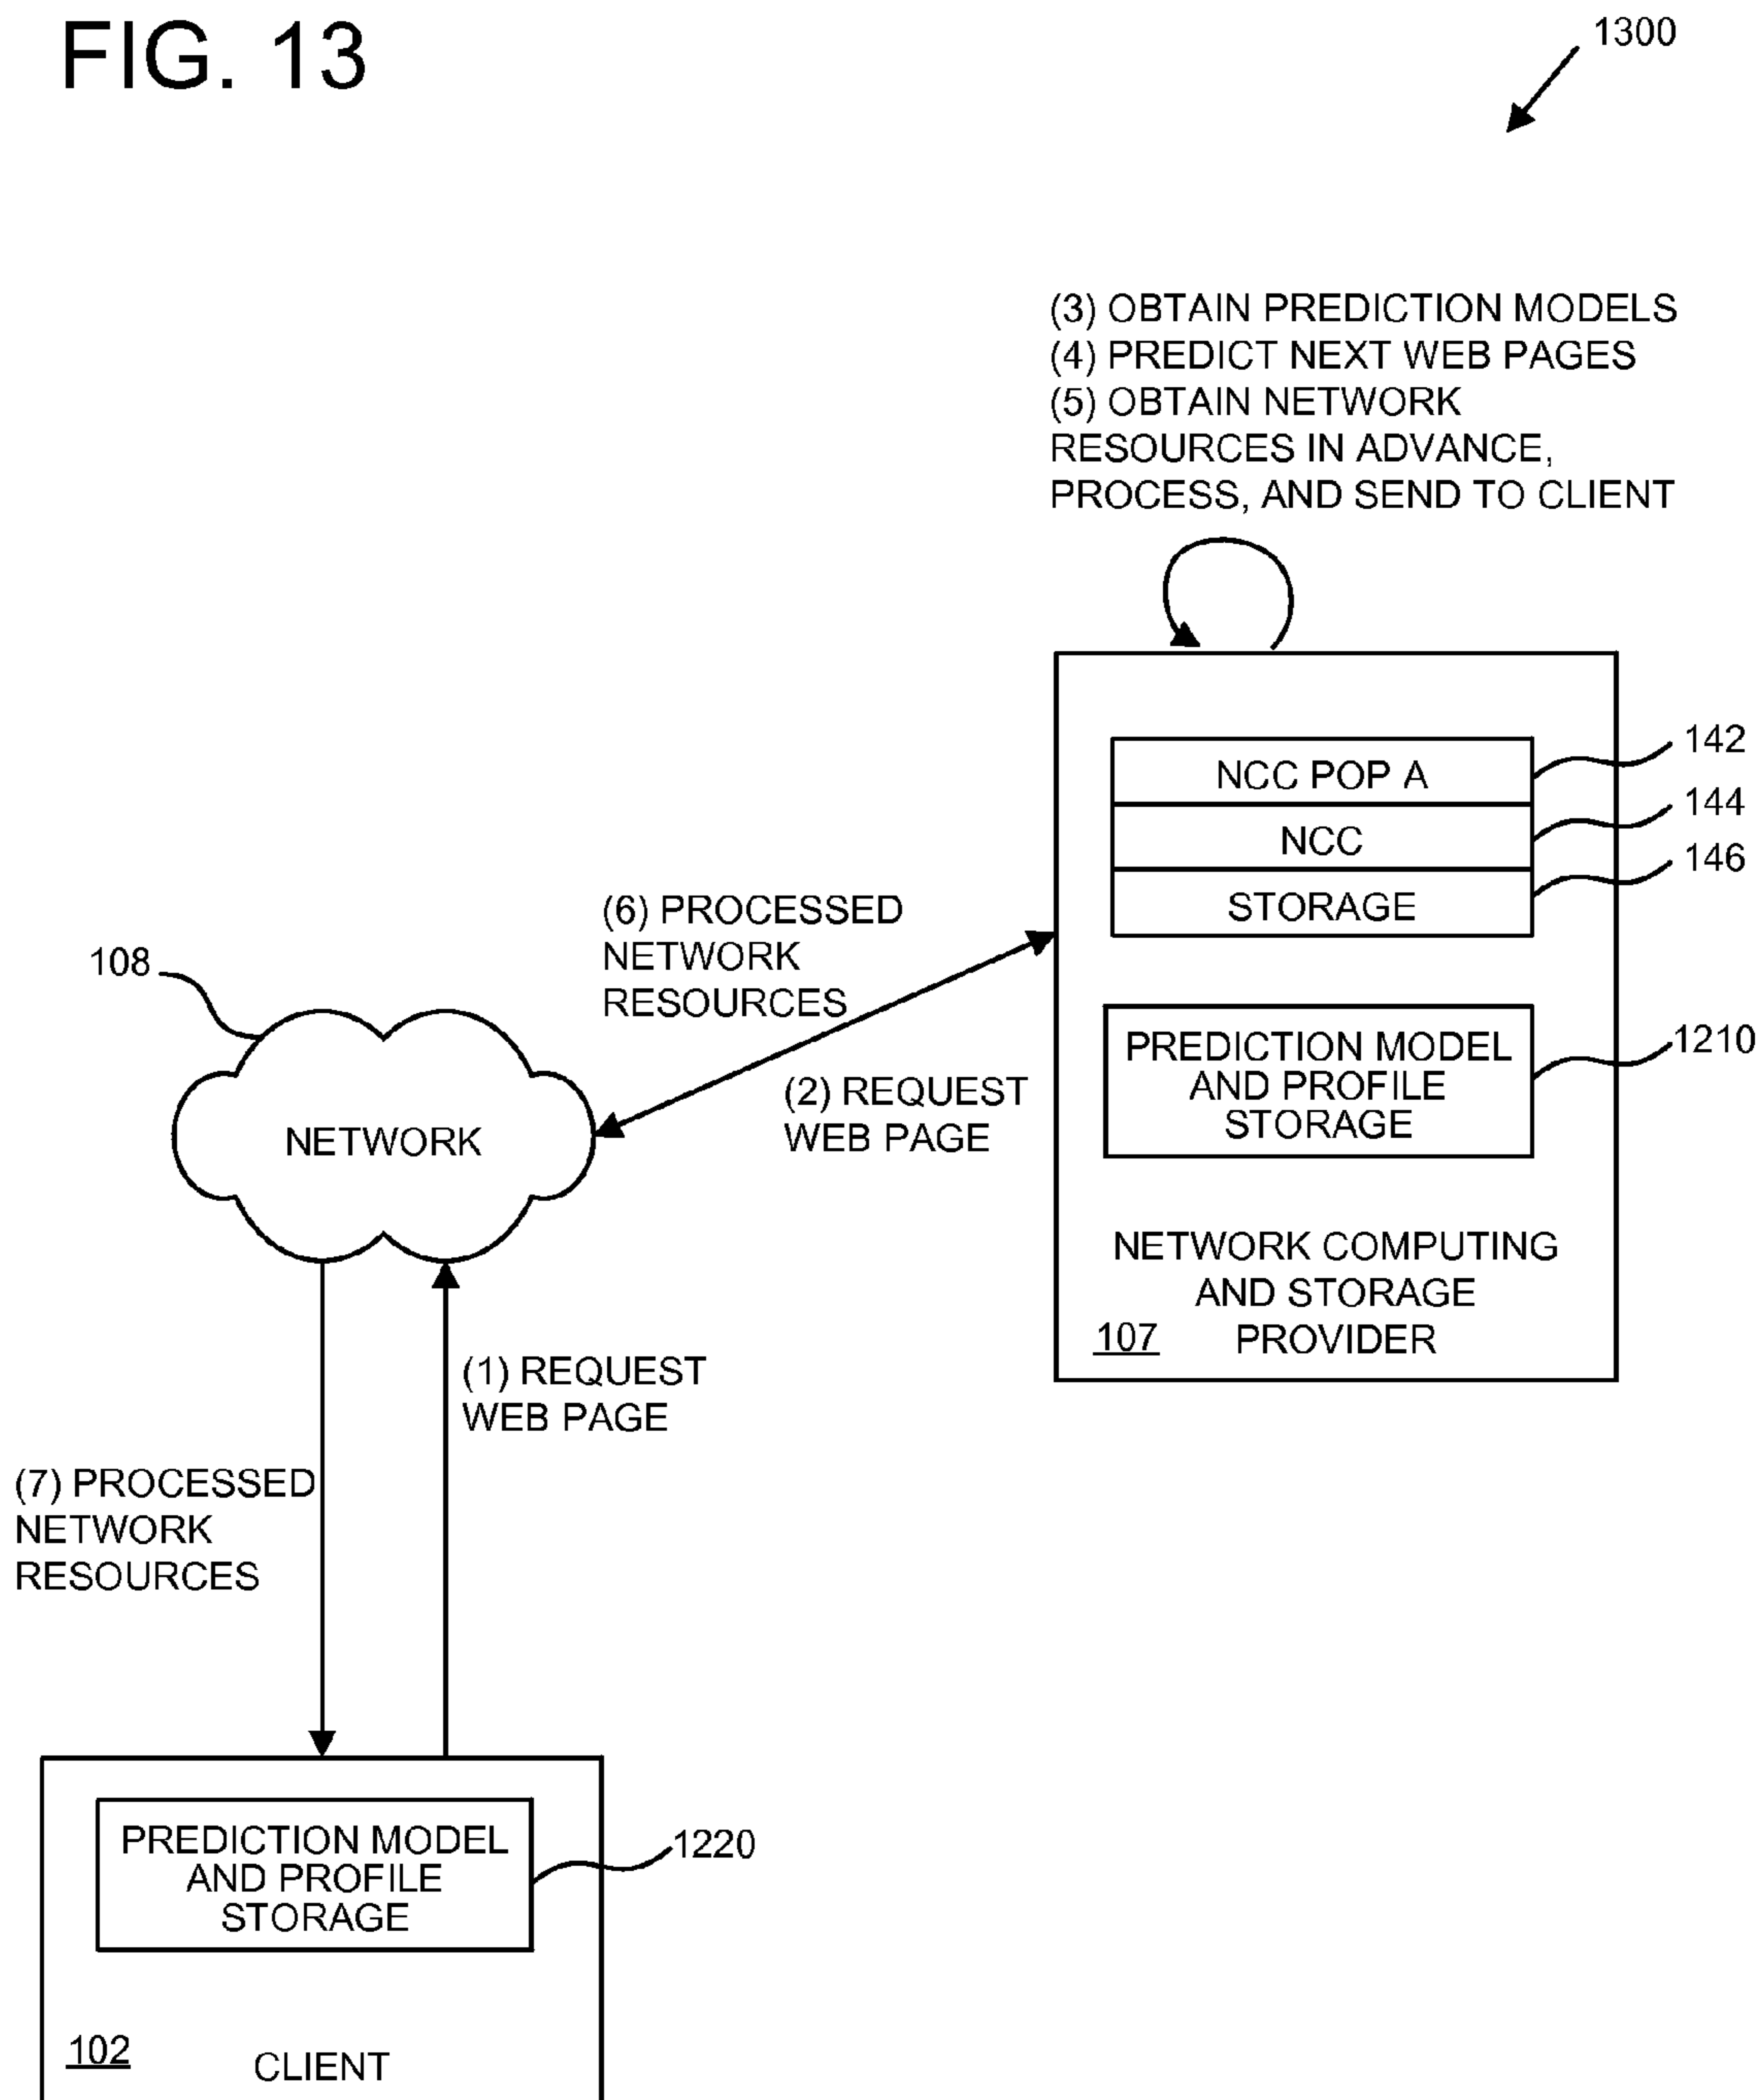 FIG. 13
1300
(3) OBTAIN PREDICTION MODELS
(4) PREDICT NEXT WEB PAGES
(5) OBTAIN NETWORK
RESOURCES IN ADVANCE,
PROCESS, AND SEND TO CLIENT
NCC POP A
142
NCC
144
STORAGE
146
(6) PROCESSED
NETWORK
RESOURCES
108
NETWORK
(2) REQUEST
WEB PAGE
PREDICTION MODEL
AND PROFILE
STORAGE
1210
NETWORK COMPUTING
AND STORAGE
PROVIDER
107
(1) REQUEST
WEB PAGE
(7) PROCESSED
NETWORK
RESOURCES
PREDICTION MODEL
AND PROFILE
STORAGE
1220
102
CLIENT